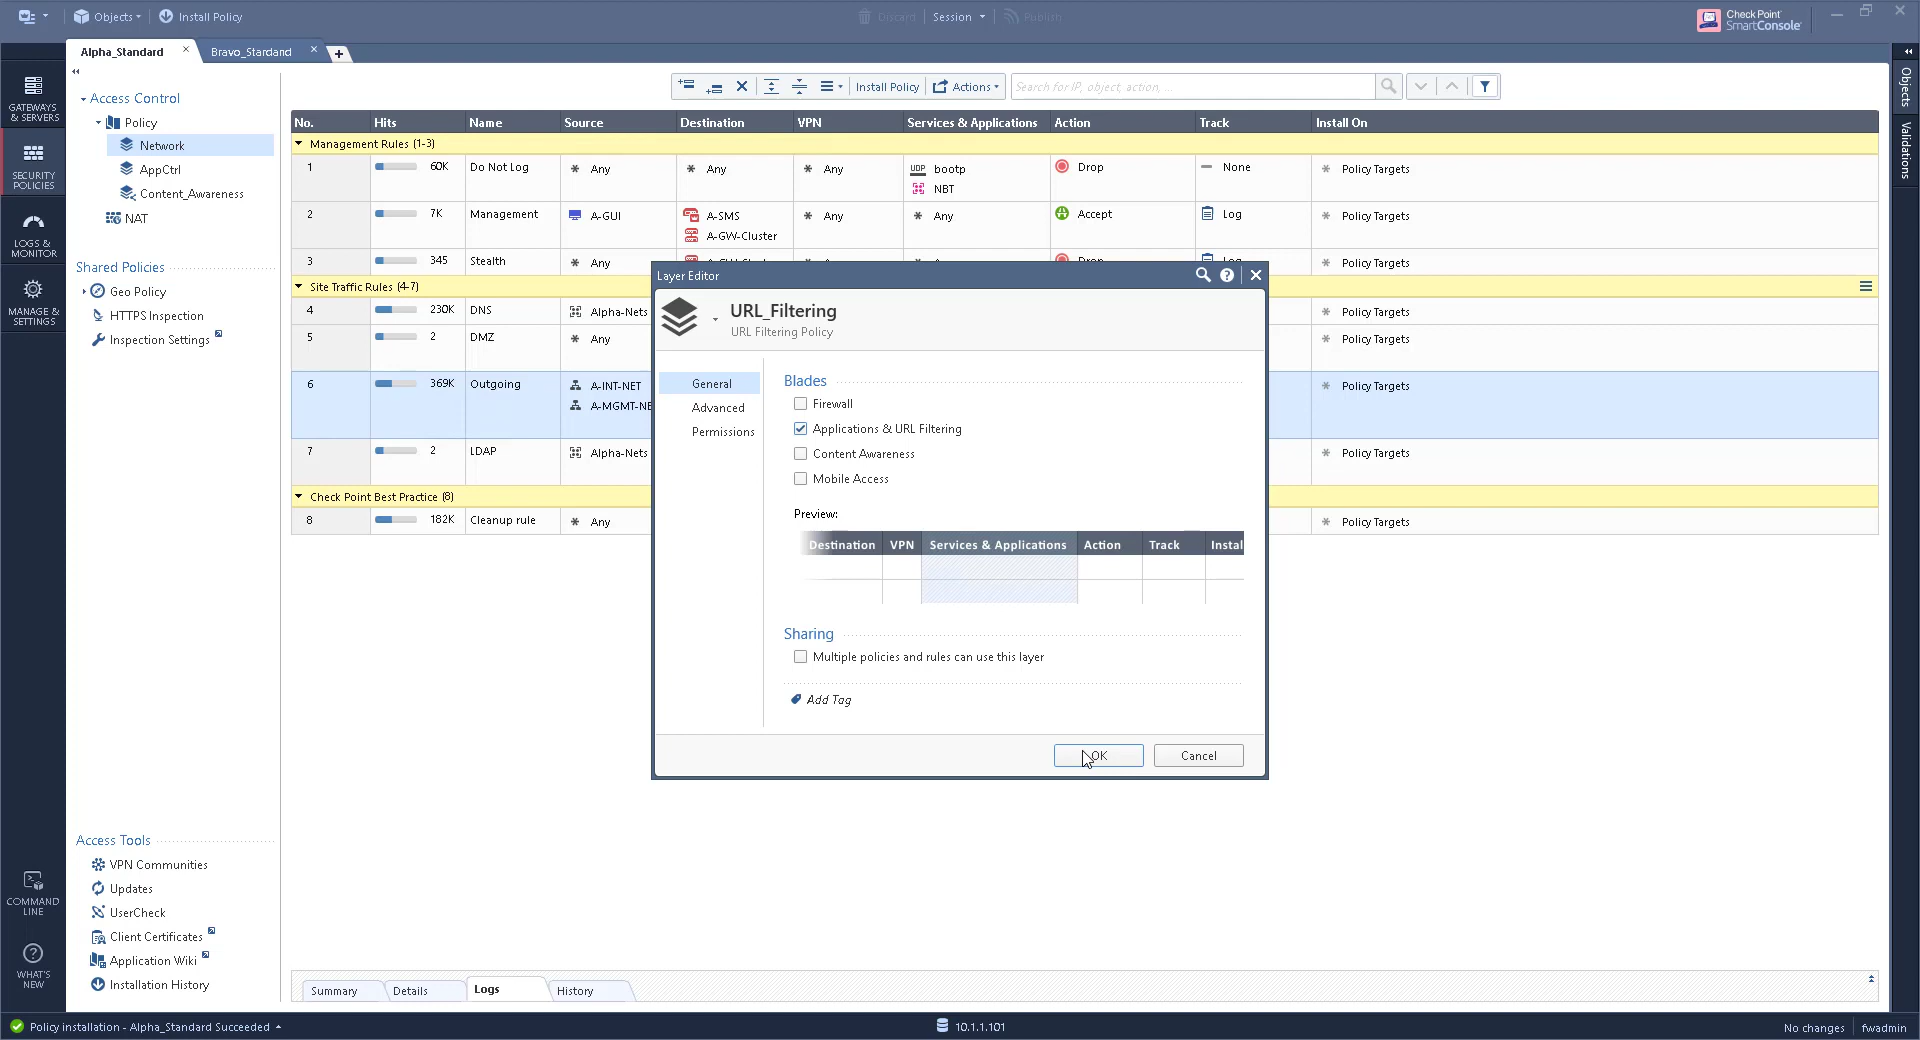 Objects
Install Policy
Discard
Session
Publish
Check Point
SmartConsole
Alpha_Standard
Bravo_Stardard
Objects
Validations
GATEWAYS
& SERVERS
SECURITY
POLICIES
LOGS &
MONITOR
MANAGE &
SETTINGS
COMMAND
LINE
WHAT'S
NEW
Access Control
Policy
Network
AppCtrl
Content_Awareness
NAT
Shared Policies
Geo Policy
HTTPS Inspection
Inspection Settings
Access Tools
VPN Communities
Updates
UserCheck
Client Certificates
Application Wiki
Installation History
Install Policy
Actions
Search for IP, object, action, ...
No. Hits Name Source Destination VPN Services & Applications Action Track Install On
Management Rules (1-3)
1 60K Do Not Log Any Any Any bootp Drop None Policy Targets
NBT
2 7K Management A-GUI A-SMS Any Any Accept Log Policy Targets
A-GW-Cluster
3 345 Stealth Any Policy Targets
Site Traffic Rules (4-7)
4 230K DNS Alpha-Nets Policy Targets
5 2 DMZ Any Policy Targets
6 369K Outgoing A-INT-NET Policy Targets
A-MGMT-NE
7 2 LDAP Alpha-Nets Policy Targets
Check Point Best Practice (8)
8 182K Cleanup rule Any Policy Targets
Layer Editor
URL_Filtering
URL Filtering Policy
General
Advanced
Permissions
Blades
Firewall
Applications & URL Filtering
Content Awareness
Mobile Access
Preview:
Destination VPN Services & Applications Action Track Instal
Sharing
Multiple policies and rules can use this layer
Add Tag
OK
Cancel
Summary
Details
Logs
History
Policy installation - Alpha_Standard Succeeded
10.1.1.101
No changes
fwadmin